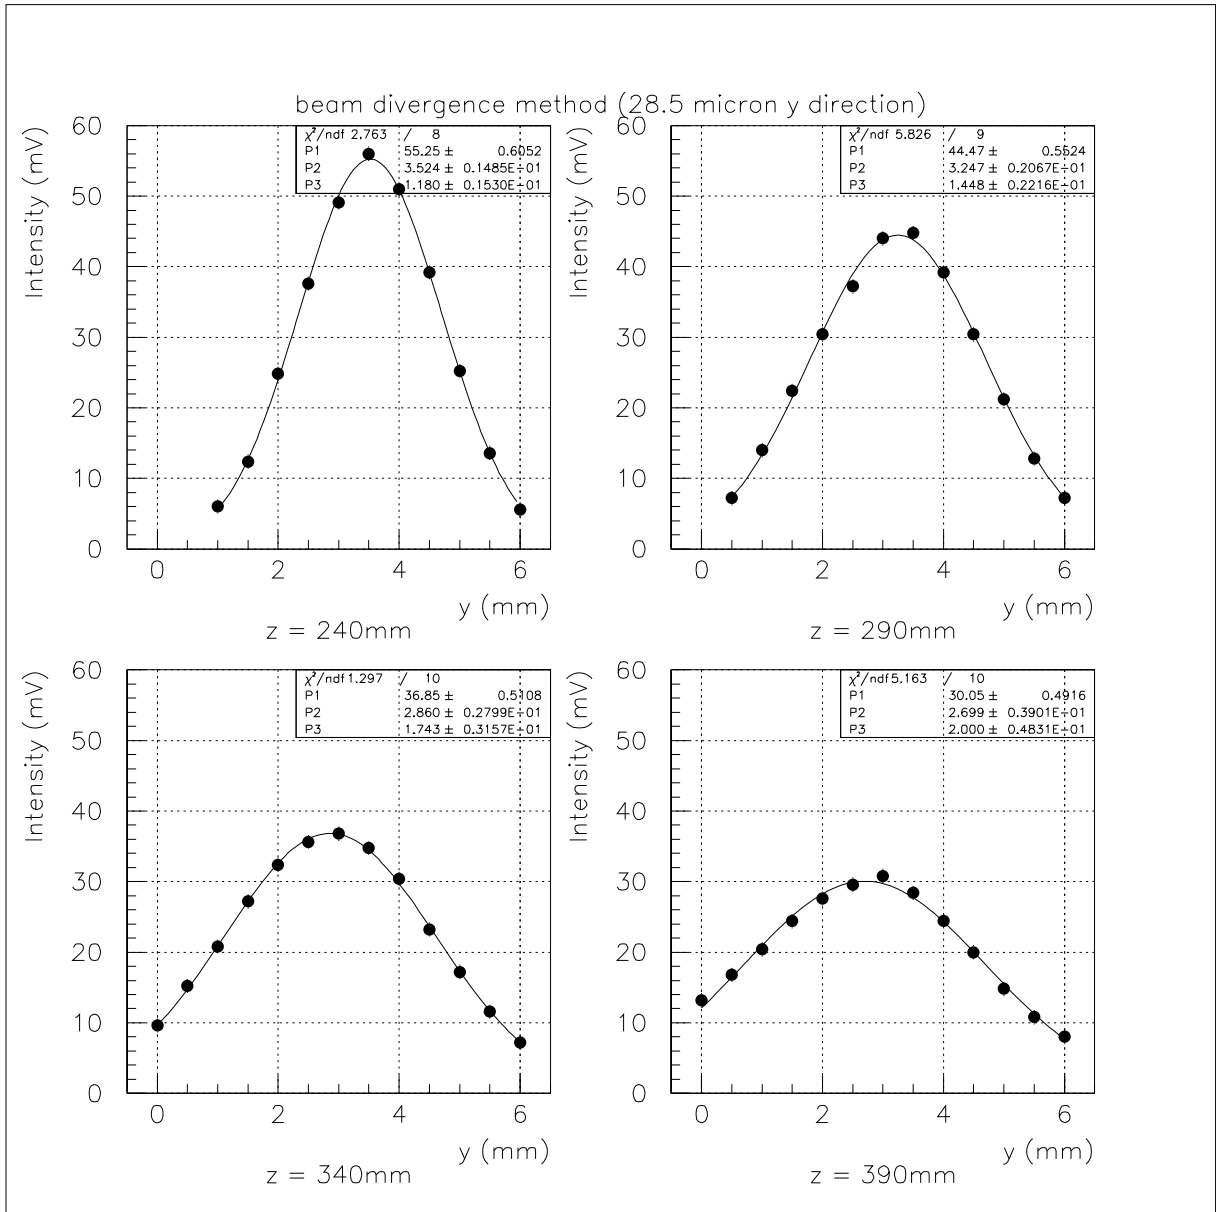 beam divergence method (28.5 micron y direction)
Intensity (mV)
60
50
40
30
20
10
0
χ²/ndf 2.763 / 8
P1 55.25 ± 0.6052
P2 3.524 ± 0.1485E-01
P3 1.180 ± 0.1530E-01
0 2 4 6
y (mm)
z = 240mm
Intensity (mV)
60
50
40
30
20
10
0
χ²/ndf 5.826 / 9
P1 44.47 ± 0.5524
P2 3.247 ± 0.2067E-01
P3 1.448 ± 0.2216E-01
0 2 4 6
y (mm)
z = 290mm
Intensity (mV)
60
50
40
30
20
10
0
χ²/ndf 1.297 / 10
P1 36.85 ± 0.5108
P2 2.860 ± 0.2799E-01
P3 1.743 ± 0.3157E-01
0 2 4 6
y (mm)
z = 340mm
Intensity (mV)
60
50
40
30
20
10
0
χ²/ndf 5.163 / 10
P1 30.05 ± 0.4916
P2 2.699 ± 0.3901E-01
P3 2.000 ± 0.4831E-01
0 2 4 6
y (mm)
z = 390mm